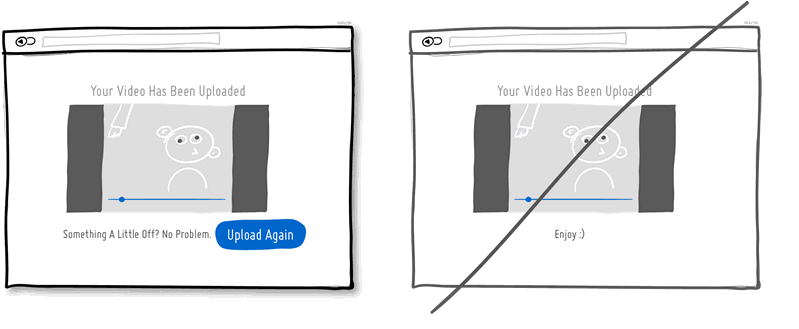 Your Video Has Been Uploaded
Something A Little Off? No Problem.
Upload Again
Your Video Has Been Uploaded
Enjoy :)